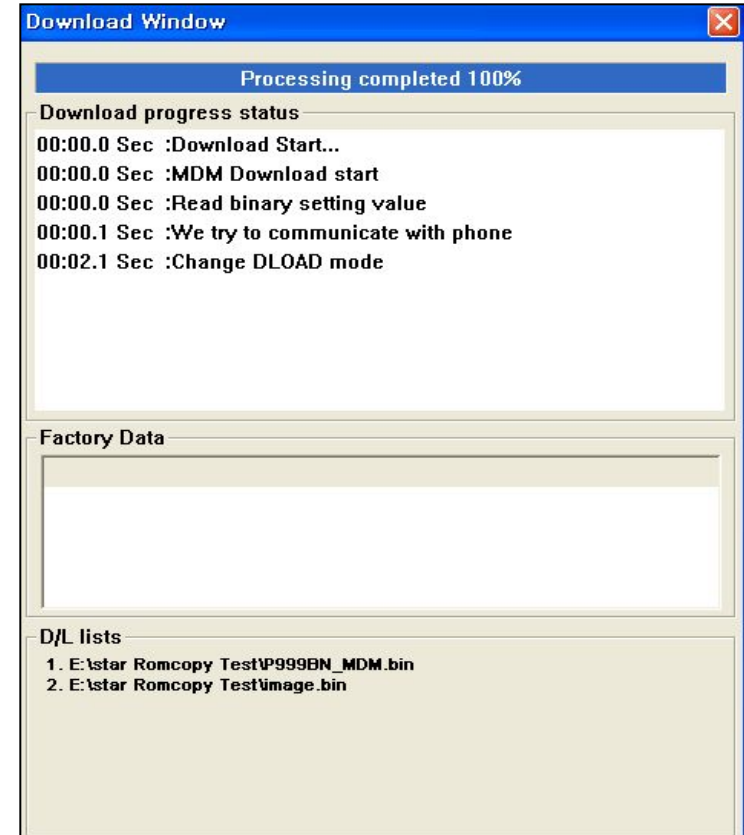 Download Window
Processing completed 100%
Download progress status
00:00.0 Sec :Download Start...
00:00.0 Sec :MDM Download start
00:00.0 Sec :Read binary setting value
00:00.1 Sec :We try to communicate with phone
00:02.1 Sec :Change DLOAD mode
Factory Data
D/L lists
1. E:\star Romcopy Test\P999BN_MDM.bin
2. E:\star Romcopy Test\image.bin